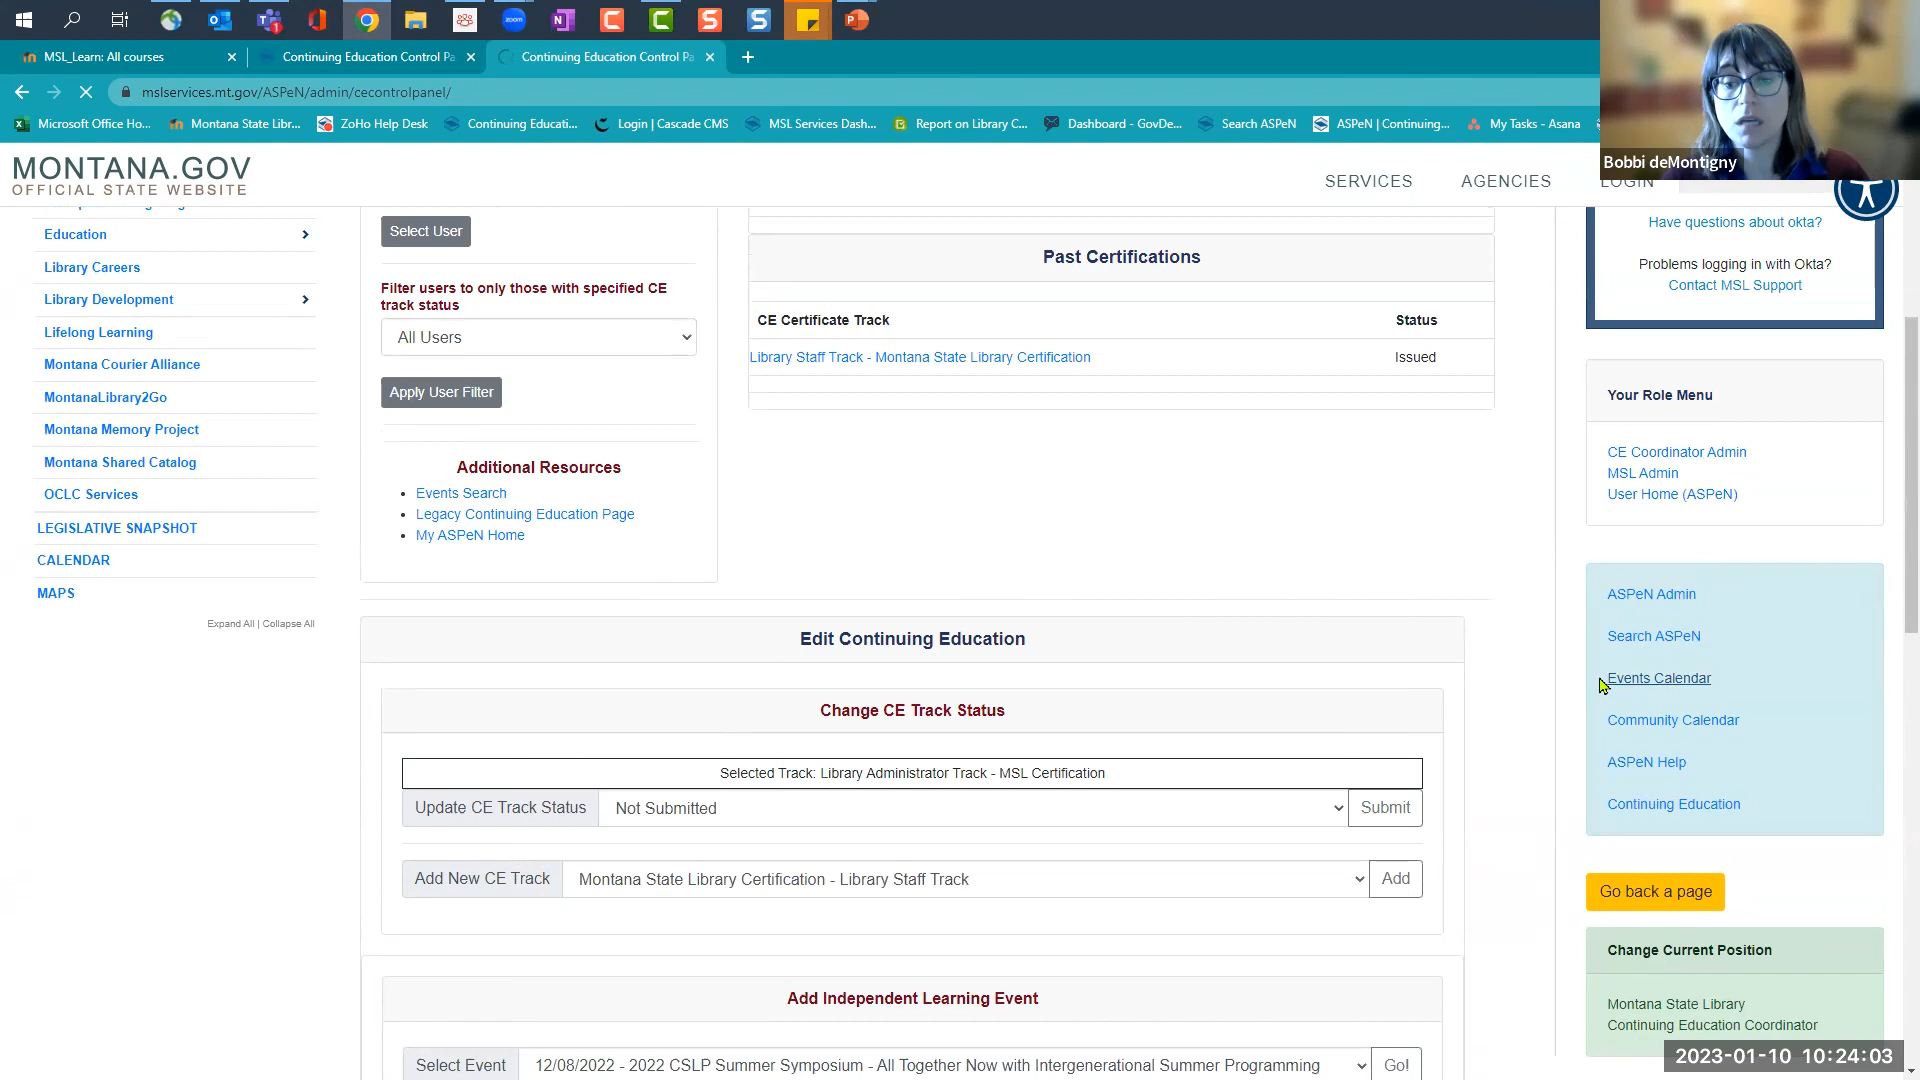 MSL_Learn: All courses
Continuing Education Control Pa
Continuing Education Control Pa
mslservices.mt.gov/ASPeN/admin/cecontrolpanel/
Microsoft Office Ho...
Montana State Libr...
ZoHo Help Desk
Continuing Educati...
Login | Cascade CMS
MSL Services Dash...
Report on Library C...
Dashboard - GovDe...
Search ASPeN
ASPeN | Continuing...
My Tasks - Asana
Bobbi deMontigny
MONTANA.GOV
OFFICIAL STATE WEBSITE
SERVICES
AGENCIES
LOGIN
Education
Library Careers
Library Development
Lifelong Learning
Montana Courier Alliance
MontanaLibrary2Go
Montana Memory Project
Montana Shared Catalog
OCLC Services
LEGISLATIVE SNAPSHOT
CALENDAR
MAPS
Expand All | Collapse All
Select User
Filter users to only those with specified CE
track status
All Users
Apply User Filter
Additional Resources
Events Search
Legacy Continuing Education Page
My ASPeN Home
Past Certifications
CE Certificate Track Status
Library Staff Track - Montana State Library Certification Issued
Edit Continuing Education
Change CE Track Status
Selected Track: Library Administrator Track - MSL Certification
Update CE Track Status Not Submitted Submit
Add New CE Track Montana State Library Certification - Library Staff Track Add
Add Independent Learning Event
Select Event 12/08/2022 - 2022 CSLP Summer Symposium - All Together Now with Intergenerational Summer Programming Go!
Have questions about okta?
Problems logging in with Okta?
Contact MSL Support
Your Role Menu
CE Coordinator Admin
MSL Admin
User Home (ASPeN)
ASPeN Admin
Search ASPeN
Events Calendar
Community Calendar
ASPeN Help
Continuing Education
Go back a page
Change Current Position
Montana State Library
Continuing Education Coordinator
2023-01-10 10:24:03